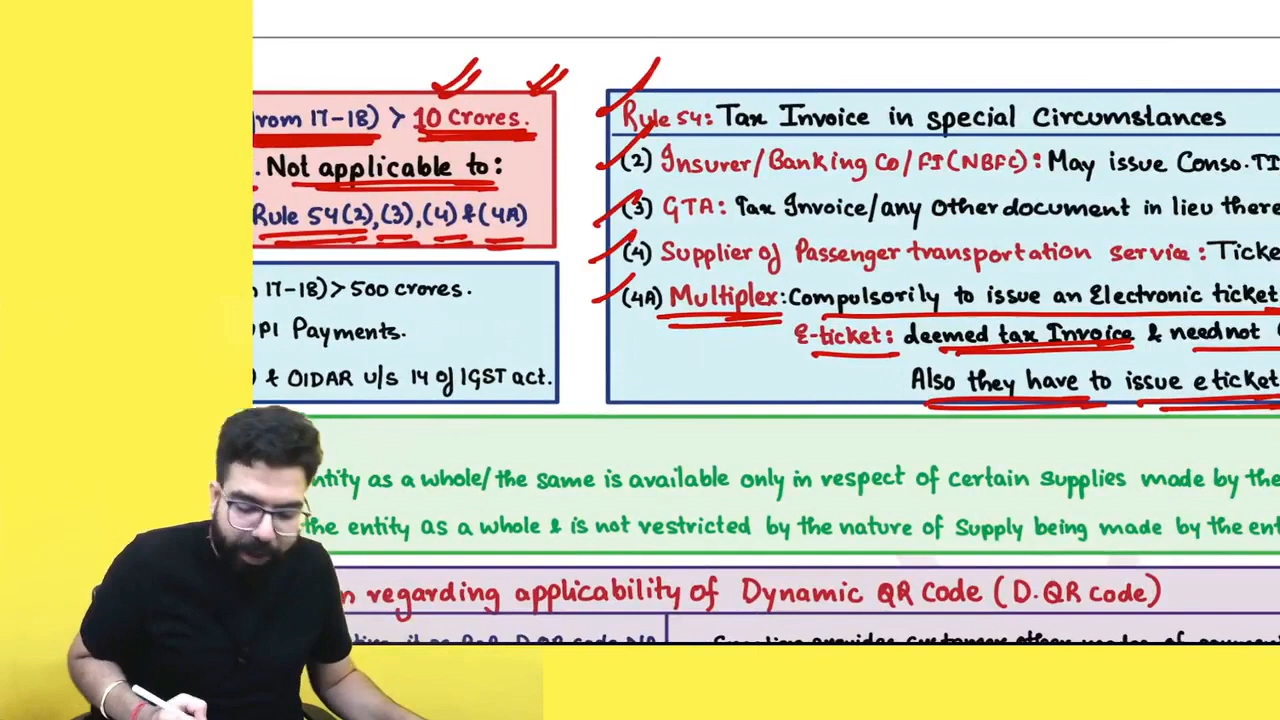 rom 17-18) > 10 Crores.
. Not applicable to:
Rule 54(2),(3),(4) & (4A)
17-18) > 500 crores.
PI Payments.
) & OIDAR u/s 14 of IGST act.
Rule 54: Tax Invoice in special Circumstances
(2) Insurer/Banking Co/FI(NBFC): May issue Conso. TI
(3) GTA: Tax Invoice/any other document in lieu there
(4) Supplier of Passenger transportation service: Ticke
(4A) Multiplex: Compulsorily to issue an Electronic ticket
E-ticket: deemed tax Invoice & neednot
Also they have to issue eticket
ntity as a whole/the same is available only in respect of certain supplies made by the
the entity as a whole & is not restricted by the nature of supply being made by the ent
n regarding applicability of Dynamic QR Code (D.QR code)